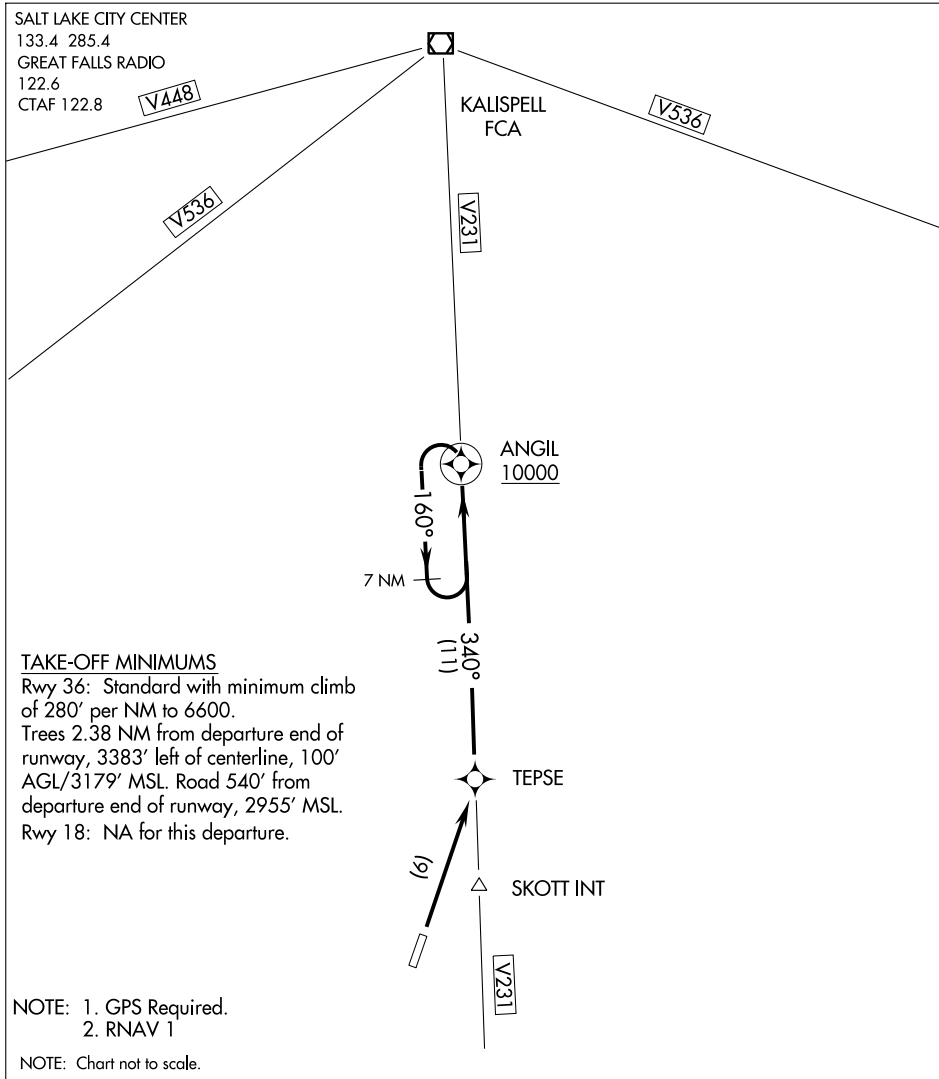 SALT LAKE CITY CENTER
133.4 285.4
GREAT FALLS RADIO
122.6
CTAF 122.8
V448
KALISPELL
FCA
V536
V536
V231
ANGIL
10000
160°
7 NM
340°
(11)
TAKE-OFF MINIMUMS
Rwy 36: Standard with minimum climb
of 280' per NM to 6600.
Trees 2.38 NM from departure end of
runway, 3383' left of centerline, 100'
AGL/3179' MSL. Road 540' from
departure end of runway, 2955' MSL.
Rwy 18: NA for this departure.
TEPSE
(9)
SKOTT INT
V231
NOTE: 1. GPS Required.
2. RNAV 1
NOTE: Chart not to scale.